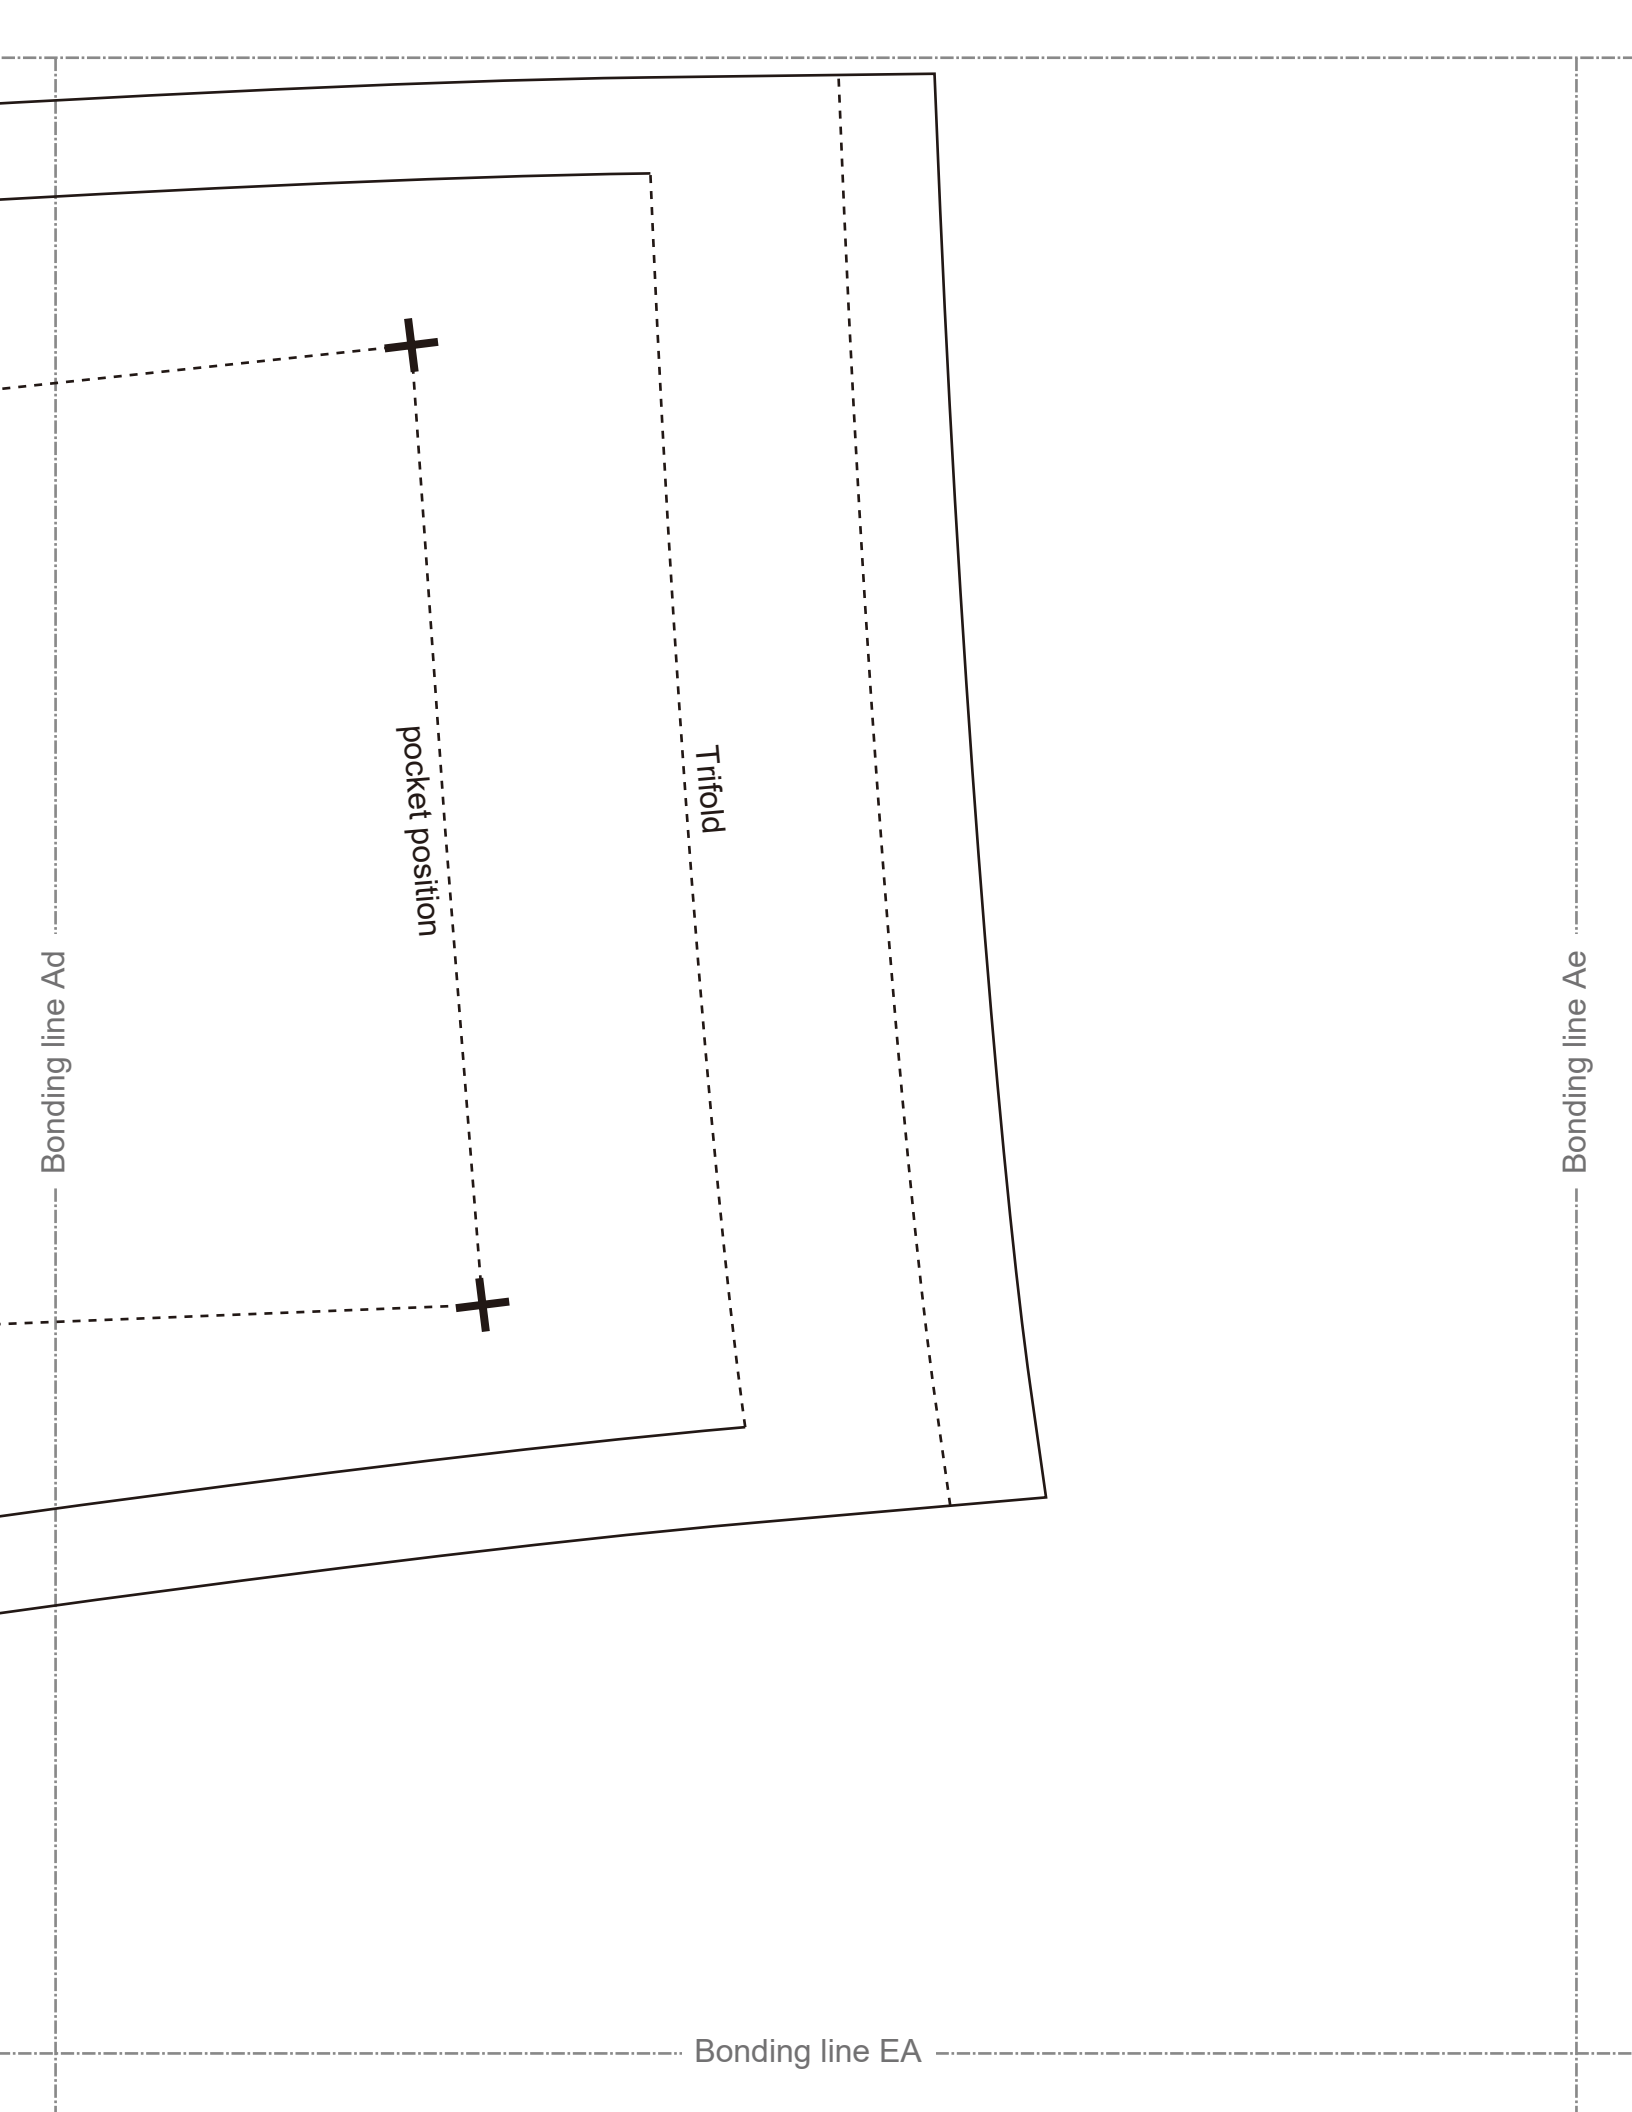 pocket position
Trifold
Bonding line Ad
Bonding line Ae
Bonding line EA